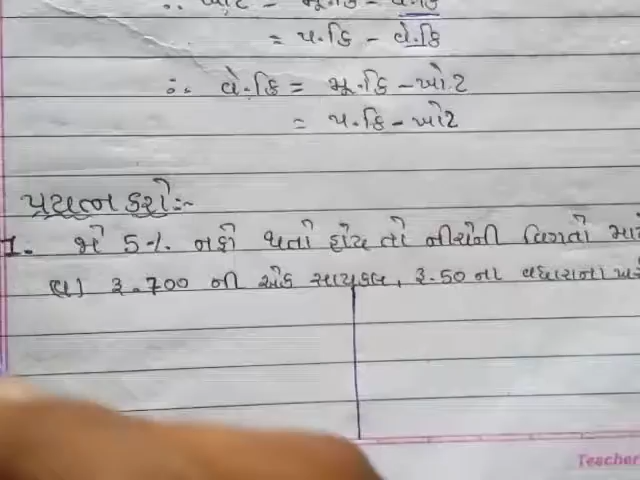 ∴ ખોટ = મૂ.કિ - વે.કિ
= પ.કિ - વે.કિ
∴ વે.કિ = મૂ.કિ - ખોટ
= પ.કિ - ખોટ
પ્રયત્ન કરો:-
1. જો 5%. નફો થતો હોય તો નીચેની વિગતો
(a) રૂ.700 ની એક સાયકલ, રૂ.50 ના વધારાના
Teacher